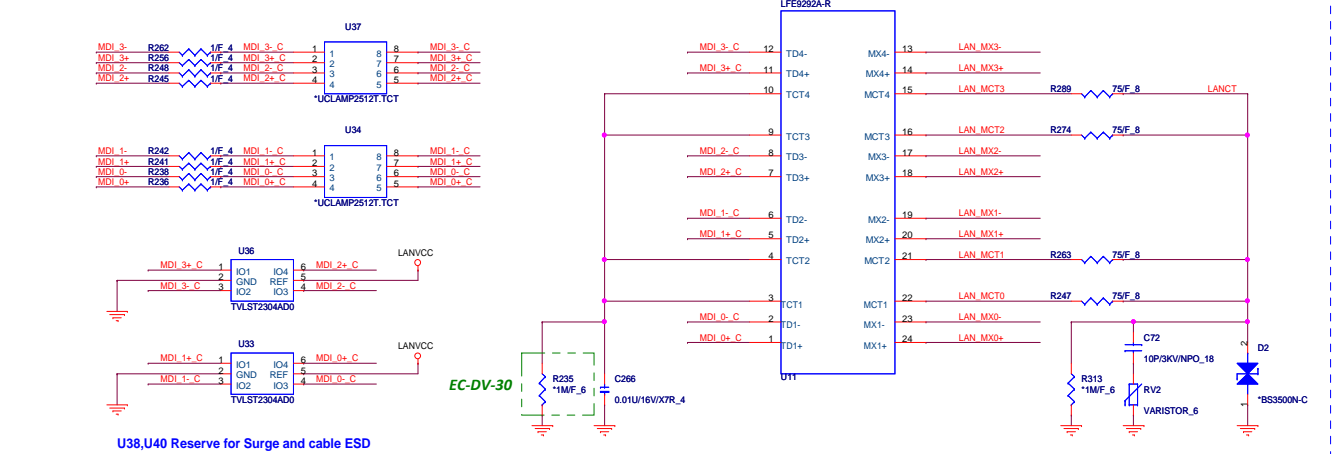 U37
MDI_3- R262 1/F_4 MDI_3-_C 1 1 8 8 MDI_3-_C
MDI_3+ R256 1/F_4 MDI_3+_C 2 2 7 7 MDI_3+_C
MDI_2- R248 1/F_4 MDI_2-_C 3 3 6 6 MDI_2-_C
MDI_2+ R245 1/F_4 MDI_2+_C 4 4 5 5 MDI_2+_C
*UCLAMP2512T.TCT
U34
MDI_1- R242 1/F_4 MDI_1-_C 1 1 8 8 MDI_1-_C
MDI_1+ R241 1/F_4 MDI_1+_C 2 2 7 7 MDI_1+_C
MDI_0- R238 1/F_4 MDI_0-_C 3 3 6 6 MDI_0-_C
MDI_0+ R236 1/F_4 MDI_0+_C 4 4 5 5 MDI_0+_C
*UCLAMP2512T.TCT
U36
LANVCC
MDI_3+_C 1 IO1 IO4 6 MDI_2+_C
2 GND REF 5
MDI_3-_C 3 IO2 IO3 4 MDI_2-_C
TVLST2304AD0
U33
LANVCC
MDI_1+_C 1 IO1 IO4 6 MDI_0+_C
2 GND REF 5
MDI_1-_C 3 IO2 IO3 4 MDI_0-_C
TVLST2304AD0
U38,U40 Reserve for Surge and cable ESD
LFE9292A-R
MDI_3-_C 12 TD4- MX4- 13 LAN_MX3-
MDI_3+_C 11 TD4+ MX4+ 14 LAN_MX3+
10 TCT4 MCT4 15 LAN_MCT3 R289 75/F_8 LANCT
9 TCT3 MCT3 16 LAN_MCT2 R274 75/F_8
MDI_2-_C 8 TD3- MX3- 17 LAN_MX2-
MDI_2+_C 7 TD3+ MX3+ 18 LAN_MX2+
MDI_1-_C 6 TD2- MX2- 19 LAN_MX1-
MDI_1+_C 5 TD2+ MX2+ 20 LAN_MX1+
4 TCT2 MCT2 21 LAN_MCT1 R263 75/F_8
3 TCT1 MCT1 22 LAN_MCT0 R247 75/F_8
MDI_0-_C 2 TD1- MX1- 23 LAN_MX0-
MDI_0+_C 1 TD1+ MX1+ 24 LAN_MX0+
U11
EC-DV-30
R235
*1M/F_6
C266
0.01U/16V/X7R_4
R313
*1M/F_6
C72
10P/3KV/NPO_18
RV2
VARISTOR_6
2
D2
1
*BS3500N-C